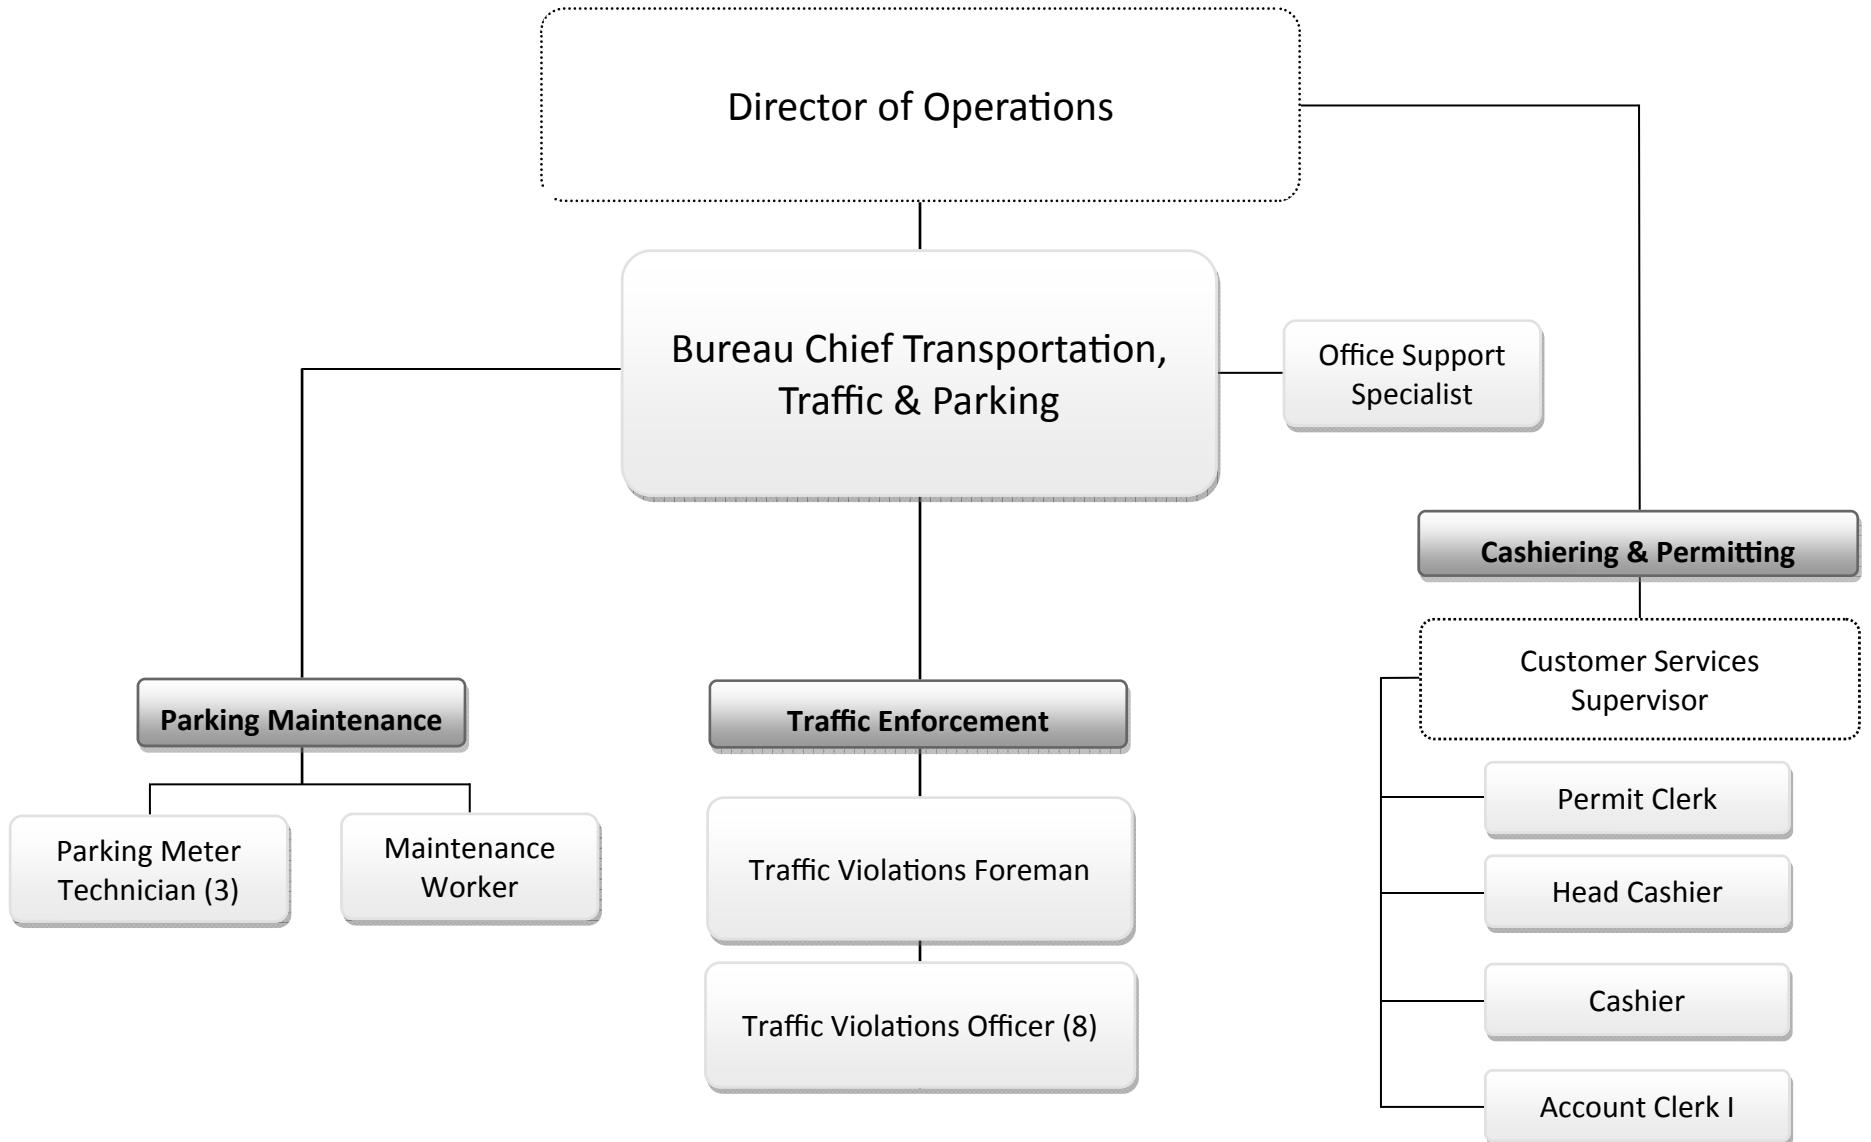 Director of Operations
Bureau Chief Transportation,
Traffic & Parking
Office Support
Specialist
Cashiering & Permitting
Customer Services
Supervisor
Parking Maintenance
Traffic Enforcement
Permit Clerk
Parking Meter
Technician (3)
Maintenance
Worker
Traffic Violations Foreman
Head Cashier
Cashier
Traffic Violations Officer (8)
Account Clerk I